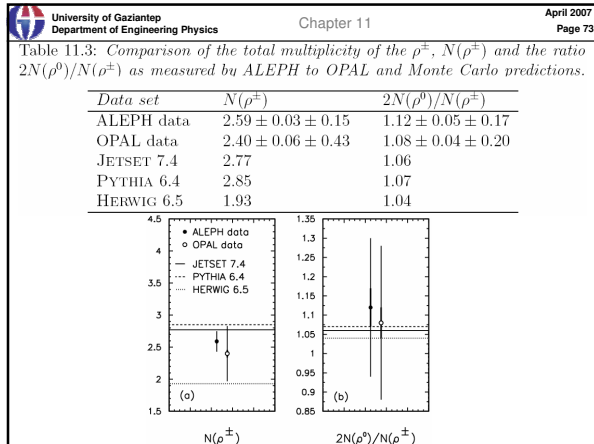 University of Gaziantep
Department of Engineering Physics
Chapter 11
April 2007
Page 73
Table 11.3: Comparison of the total multiplicity of the ρ±, N(ρ±) and the ratio
2N(ρ⁰)/N(ρ±) as measured by ALEPH to OPAL and Monte Carlo predictions.
Data set N(ρ±) 2N(ρ⁰)/N(ρ±)
ALEPH data 2.59 ± 0.03 ± 0.15 1.12 ± 0.05 ± 0.17
OPAL data 2.40 ± 0.06 ± 0.43 1.08 ± 0.04 ± 0.20
JETSET 7.4 2.77 1.06
PYTHIA 6.4 2.85 1.07
HERWIG 6.5 1.93 1.04
4.5
4
3.5
3
2.5
2
1.5
ALEPH data
OPAL data
JETSET 7.4
PYTHIA 6.4
HERWIG 6.5
(a)
N(ρ±)
1.35
1.3
1.25
1.2
1.15
1.1
1.05
1
0.95
0.9
0.85
(b)
2N(ρ⁰)/N(ρ±)